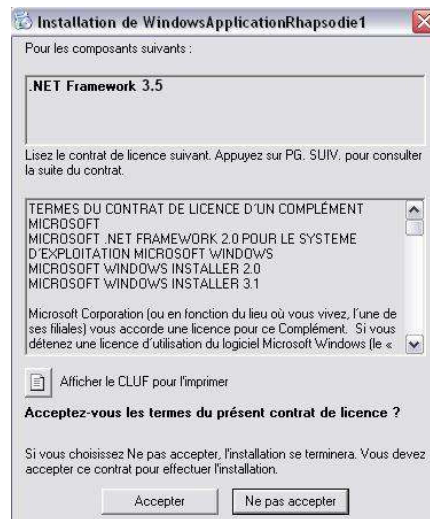 Installation de WindowsApplicationRhapsodie1
Pour les composants suivants :
.NET Framework 3.5
Lisez le contrat de licence suivant. Appuyez sur PG. SUIV. pour consulter
la suite du contrat.
TERMES DU CONTRAT DE LICENCE D'UN COMPLÉMENT
MICROSOFT
MICROSOFT .NET FRAMEWORK 2.0 POUR LE SYSTEME
D'EXPLOITATION MICROSOFT WINDOWS
MICROSOFT WINDOWS INSTALLER 2.0
MICROSOFT WINDOWS INSTALLER 3.1
Microsoft Corporation (ou en fonction du lieu où vous vivez, l'une de
ses filiales) vous accorde une licence pour ce Complément. Si vous
détenez une licence d'utilisation du logiciel Microsoft Windows (le «
Afficher le CLUF pour l'imprimer
Acceptez-vous les termes du présent contrat de licence ?
Si vous choisissez Ne pas accepter, l'installation se terminera. Vous devez
accepter ce contrat pour effectuer l'installation.
Accepter
Ne pas accepter